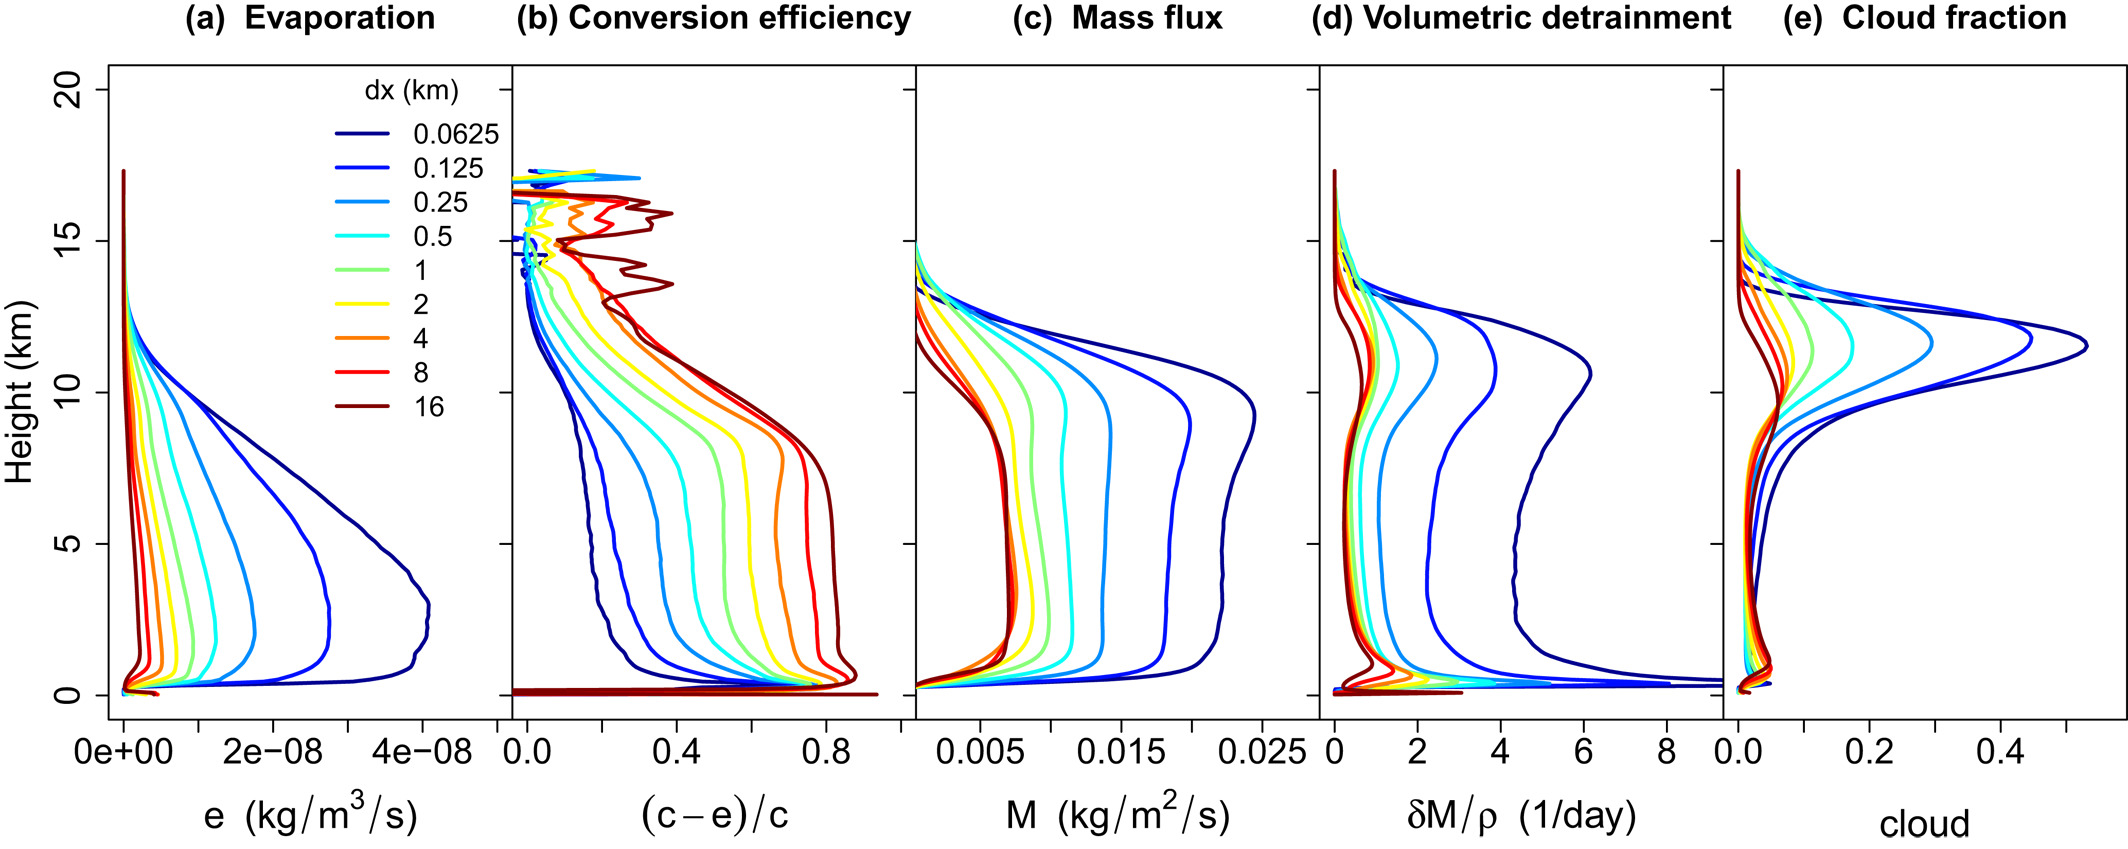 (a) Evaporation (b) Conversion efficiency (c) Mass flux (d) Volumetric detrainment (e) Cloud fraction
dx (km)
0.0625
0.125
0.25
0.5
1
2
4
8
16
Height (km)
20
15
10
5
0
0e+00 2e-08 4e-08 0.0 0.4 0.8 0.005 0.015 0.025 0 2 4 6 8 0.0 0.2 0.4
e (kg/m³/s) (c − e)/c M (kg/m²/s) δM/ρ (1/day) cloud